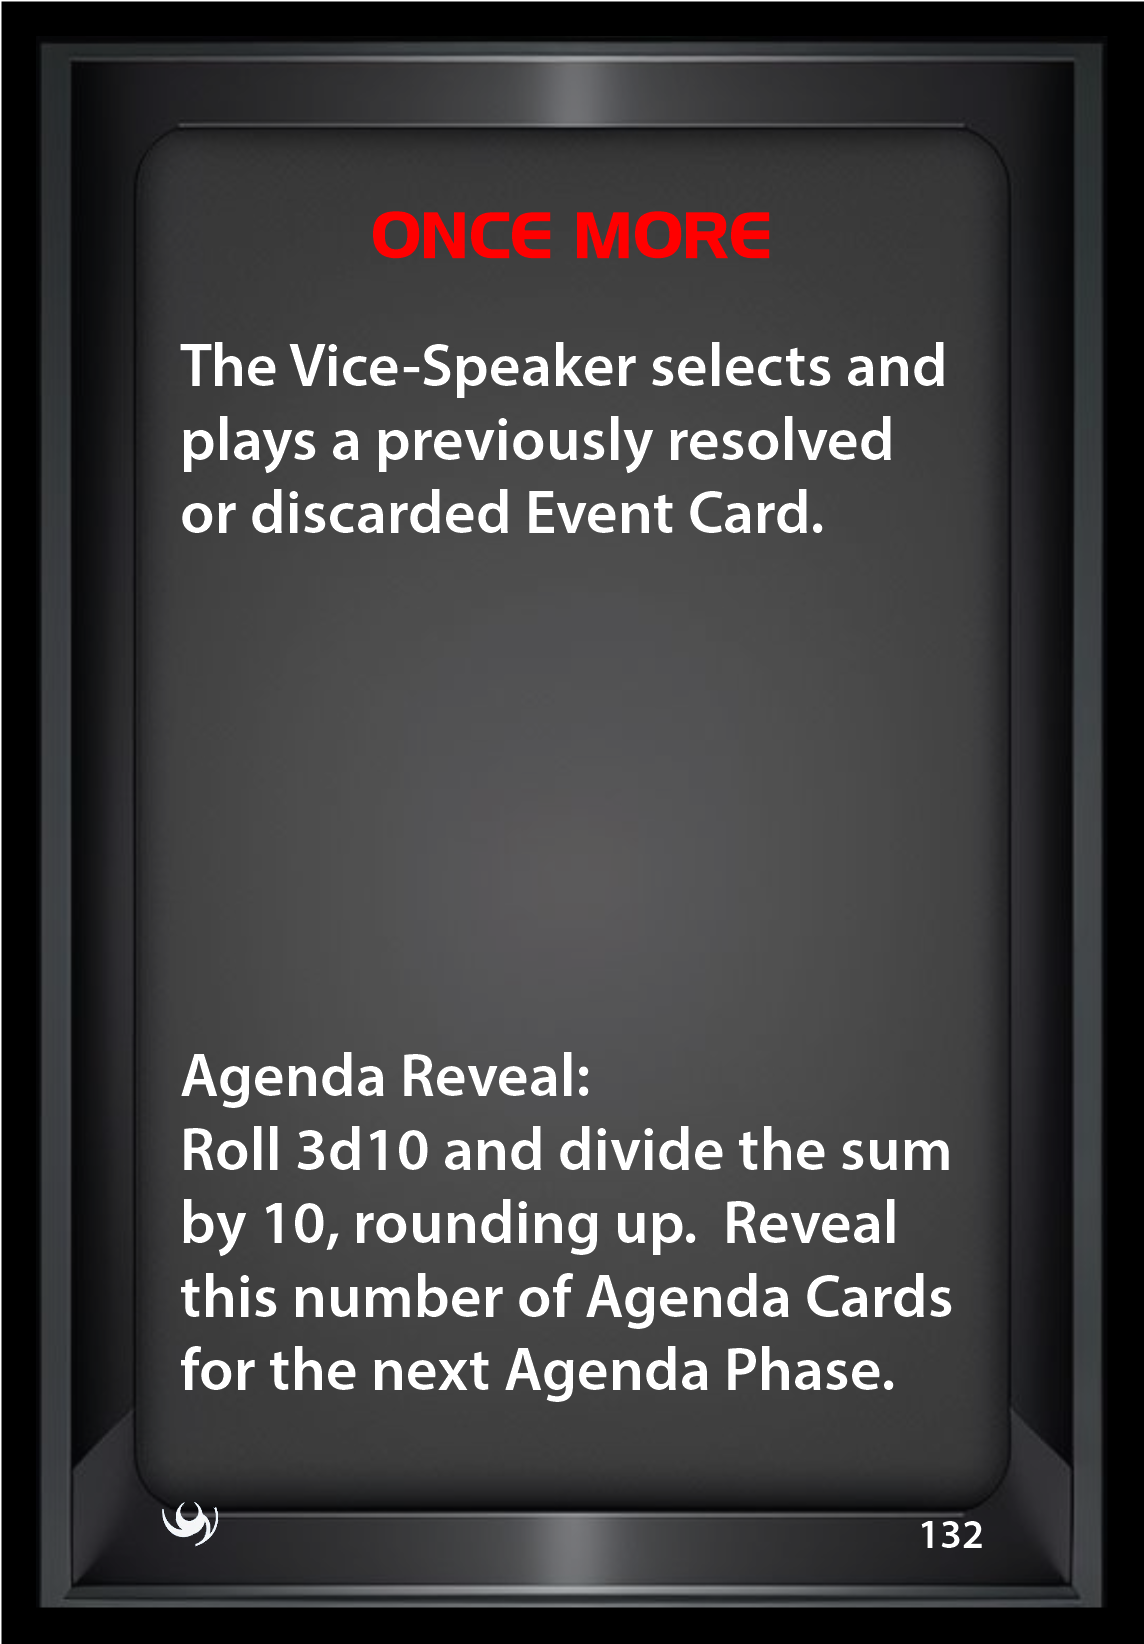 ONCE MORE
The Vice-Speaker selects and
plays a previously resolved
or discarded Event Card.
Agenda Reveal:
Roll 3d10 and divide the sum
by 10, rounding up.  Reveal
this number of Agenda Cards
for the next Agenda Phase.
132